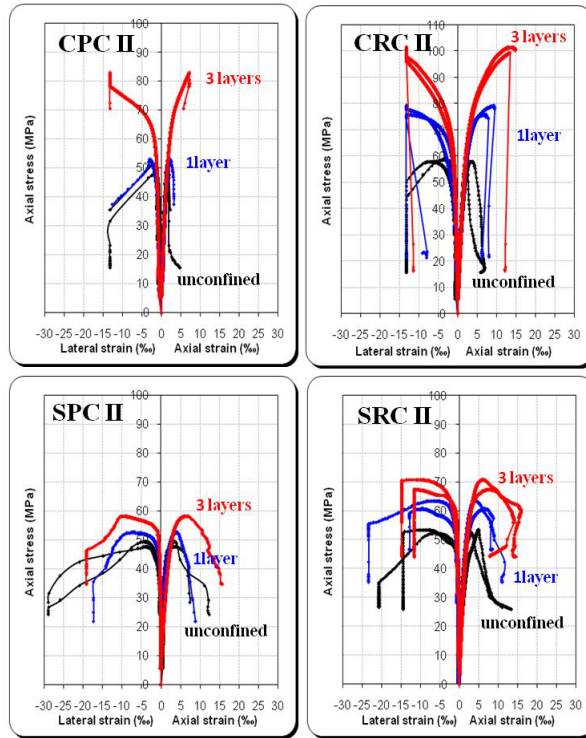 CPC II
100
90
80
70
60
50
40
30
20
10
0
3 layers
1layer
unconfined
Axial stress (MPa)
-30 -25 -20 -15 -10 -5 0 5 10 15 20 25 30
Lateral strain (‰) Axial strain (‰)
CRC II
110
100
90
80
70
60
50
40
30
20
10
0
3 layers
1layer
unconfined
Axial stress (MPa)
-30 -25 -20 -15 -10 -5 0 5 10 15 20 25 30
Lateral strain (‰) Axial strain (‰)
SPC II
100
90
80
70
60
50
40
30
20
10
0
3 layers
1layer
unconfined
Axial stress (MPa)
-30 -25 -20 -15 -10 -5 0 5 10 15 20 25 30
Lateral strain (‰) Axial strain (‰)
SRC II
100
90
80
70
60
50
40
30
20
10
0
3 layers
1layer
unconfined
Axial stress (MPa)
-30 -25 -20 -15 -10 -5 0 5 10 15 20 25 30
Lateral strain (‰) Axial strain (‰)